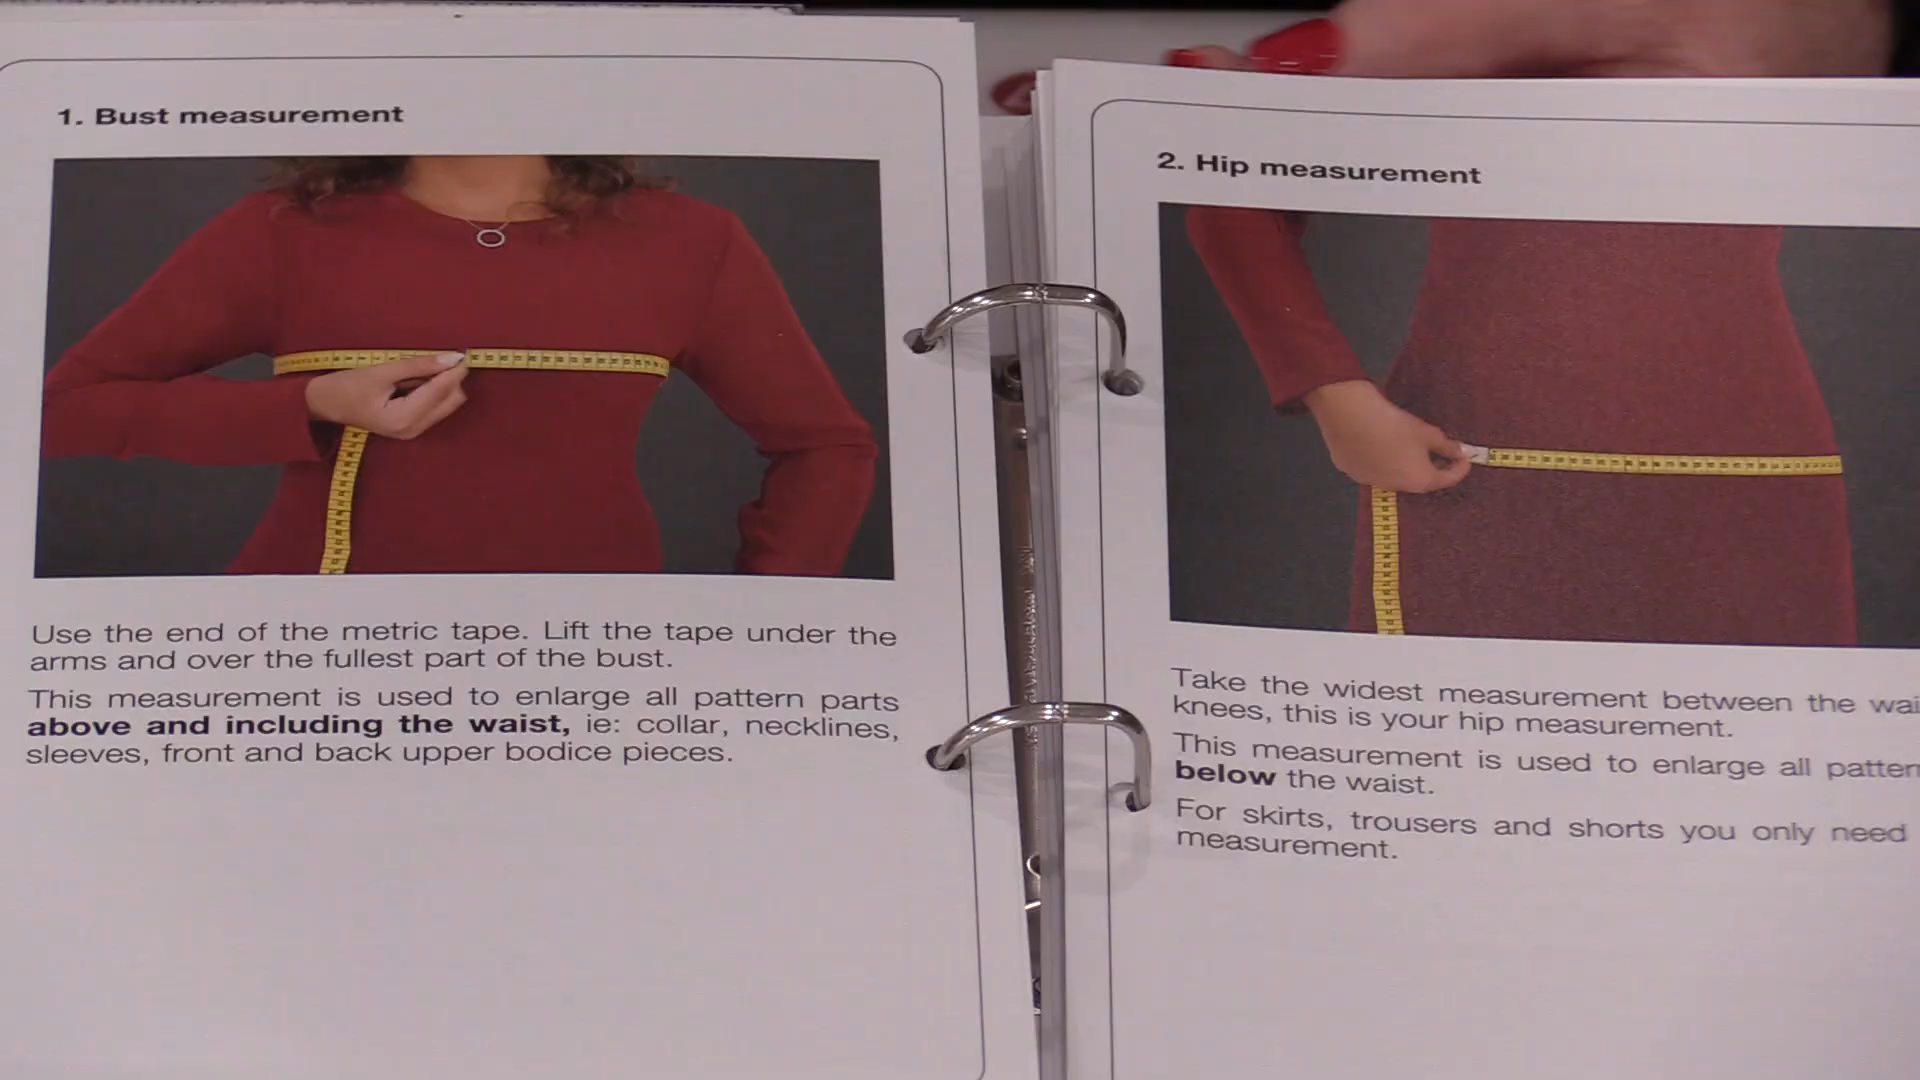 1. Bust measurement
Use the end of the metric tape. Lift the tape under the
arms and over the fullest part of the bust.
This measurement is used to enlarge all pattern parts
above and including the waist, ie: collar, necklines,
sleeves, front and back upper bodice pieces.
2. Hip measurement
Take the widest measurement between the
knees, this is your hip measurement.
This measurement is used to enlarge all
below the waist.
For skirts, trousers and shorts you only need
measurement.